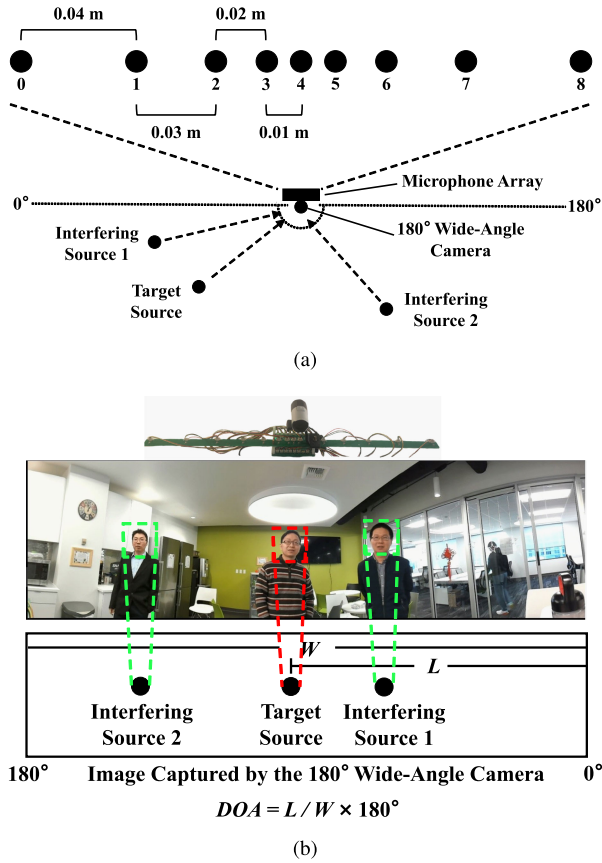 0.04 m
0.02 m
0 1 2 3 4 5 6 7 8
0.03 m
0.01 m
Microphone Array
0°
180°
Interfering
Source 1
180° Wide-Angle
Camera
Target
Source
Interfering
Source 2
(a)
W
L
Interfering
Source 2
Target
Source
Interfering
Source 1
180° Image Captured by the 180° Wide-Angle Camera 0°
DOA = L / W × 180°
(b)